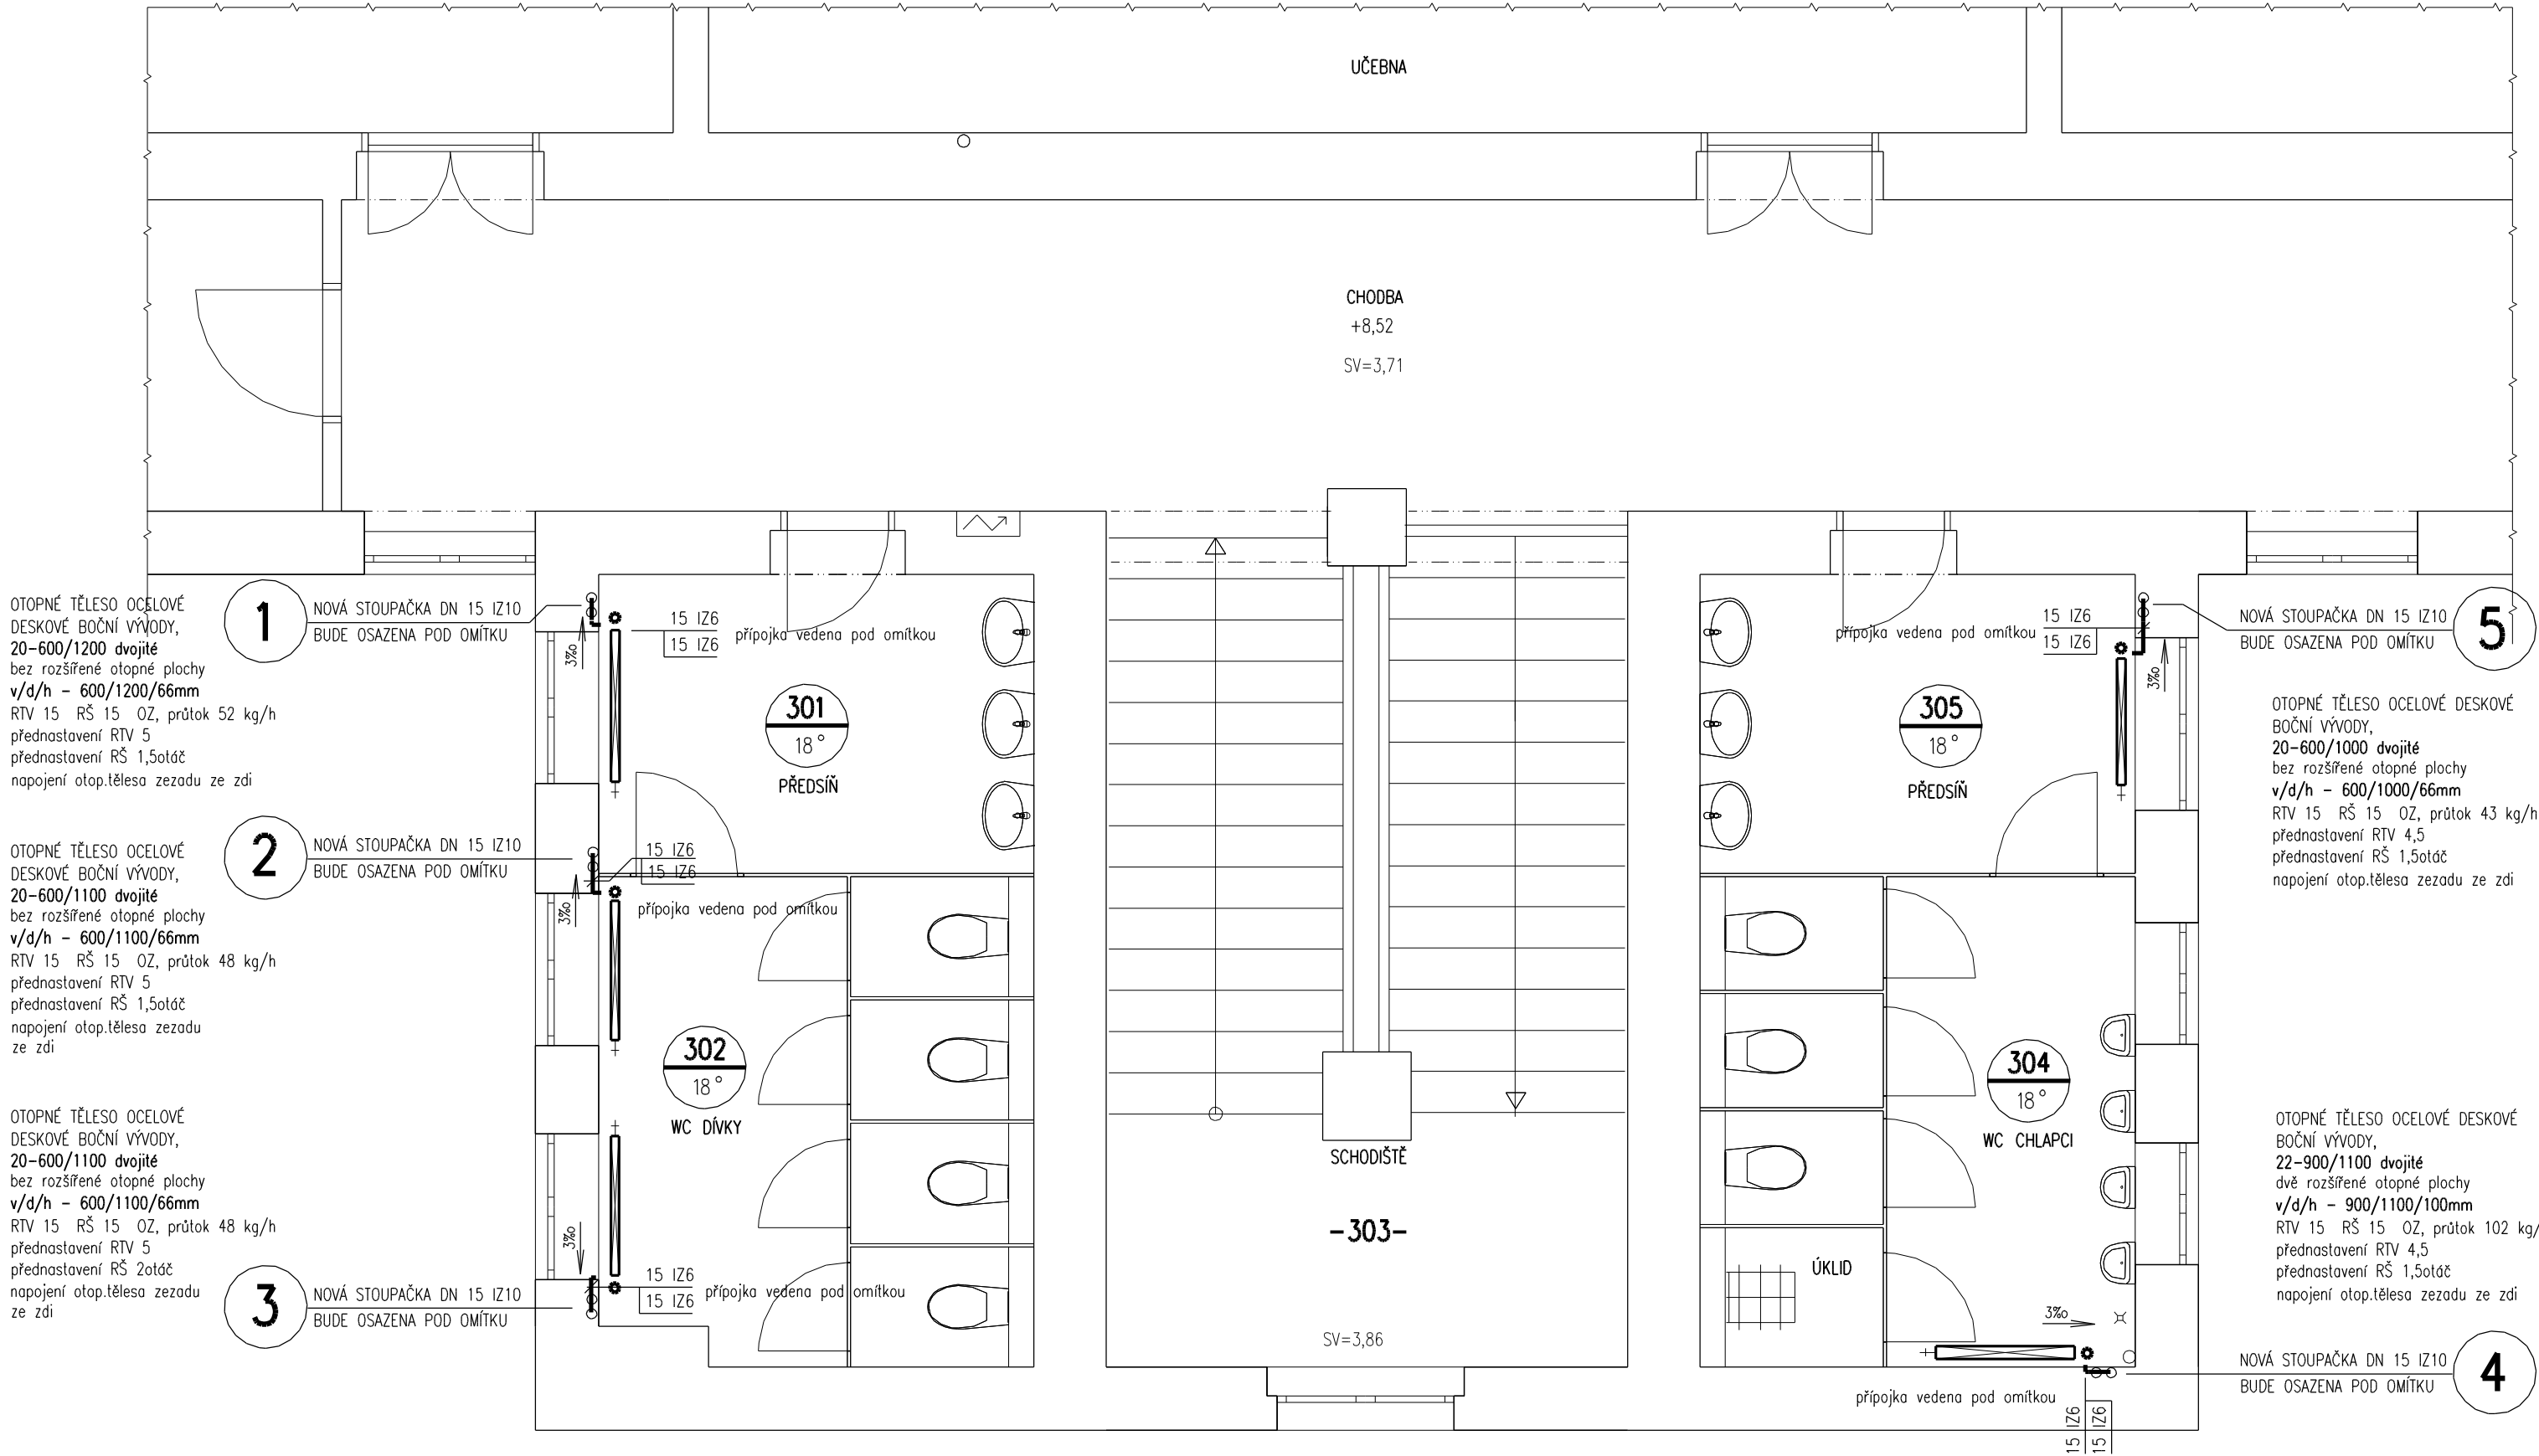 UČEBNA
CHODBA
+8,52
SV=3,71
OTOPNÉ TĚLESO OCELOVÉ
DESKOVÉ BOČNÍ VÝVODY,
20-600/1200 dvojité
bez rozšířené otopné plochy
v/d/h - 600/1200/66mm
RTV 15 RŠ 15 OZ, průtok 52 kg/h
přednastavení RTV 5
přednastavení RŠ 1,5otáč
napojení otop.tělesa zezadu ze zdi
1
NOVÁ STOUPAČKA DN 15 IZ10
BUDE OSAZENA POD OMÍTKU
3‰
15 IZ6
15 IZ6
přípojka vedena pod omítkou
301
18°
PŘEDSÍŇ
OTOPNÉ TĚLESO OCELOVÉ
DESKOVÉ BOČNÍ VÝVODY,
20-600/1100 dvojité
bez rozšířené otopné plochy
v/d/h - 600/1100/66mm
RTV 15 RŠ 15 OZ, průtok 48 kg/h
přednastavení RTV 5
přednastavení RŠ 1,5otáč
napojení otop.tělesa zezadu
ze zdi
2
NOVÁ STOUPAČKA DN 15 IZ10
BUDE OSAZENA POD OMÍTKU
3‰
15 IZ6
15 IZ6
přípojka vedena pod omítkou
302
18°
WC DÍVKY
OTOPNÉ TĚLESO OCELOVÉ
DESKOVÉ BOČNÍ VÝVODY,
20-600/1100 dvojité
bez rozšířené otopné plochy
v/d/h - 600/1100/66mm
RTV 15 RŠ 15 OZ, průtok 48 kg/h
přednastavení RTV 5
přednastavení RŠ 2otáč
napojení otop.tělesa zezadu
ze zdi
3
NOVÁ STOUPAČKA DN 15 IZ10
BUDE OSAZENA POD OMÍTKU
3‰
15 IZ6
15 IZ6
přípojka vedena pod omítkou
SCHODIŠTĚ
-303-
SV=3,86
15 IZ6
15 IZ6
přípojka vedena pod omítkou
3‰
NOVÁ STOUPAČKA DN 15 IZ10
BUDE OSAZENA POD OMÍTKU
5
305
18°
PŘEDSÍŇ
OTOPNÉ TĚLESO OCELOVÉ DESKOVÉ
BOČNÍ VÝVODY,
20-600/1000 dvojité
bez rozšířené otopné plochy
v/d/h - 600/1000/66mm
RTV 15 RŠ 15 OZ, průtok 43 kg/h
přednastavení RTV 4,5
přednastavení RŠ 1,5otáč
napojení otop.tělesa zezadu ze zdi
304
18°
WC CHLAPCI
ÚKLID
OTOPNÉ TĚLESO OCELOVÉ DESKOVÉ
BOČNÍ VÝVODY,
22-900/1100 dvojité
dvě rozšířené otopné plochy
v/d/h - 900/1100/100mm
RTV 15 RŠ 15 OZ, průtok 102 kg/
přednastavení RTV 4,5
přednastavení RŠ 1,5otáč
napojení otop.tělesa zezadu ze zdi
3‰
NOVÁ STOUPAČKA DN 15 IZ10
BUDE OSAZENA POD OMÍTKU
4
přípojka vedena pod omítkou
15 IZ6
15 IZ6